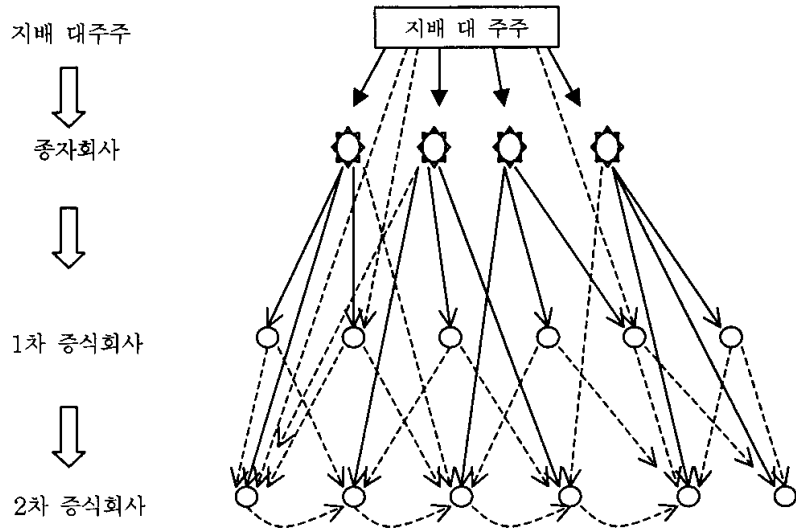 지배 대주주
지배 대 주주
종자회사
1차 증식회사
2차 증식회사